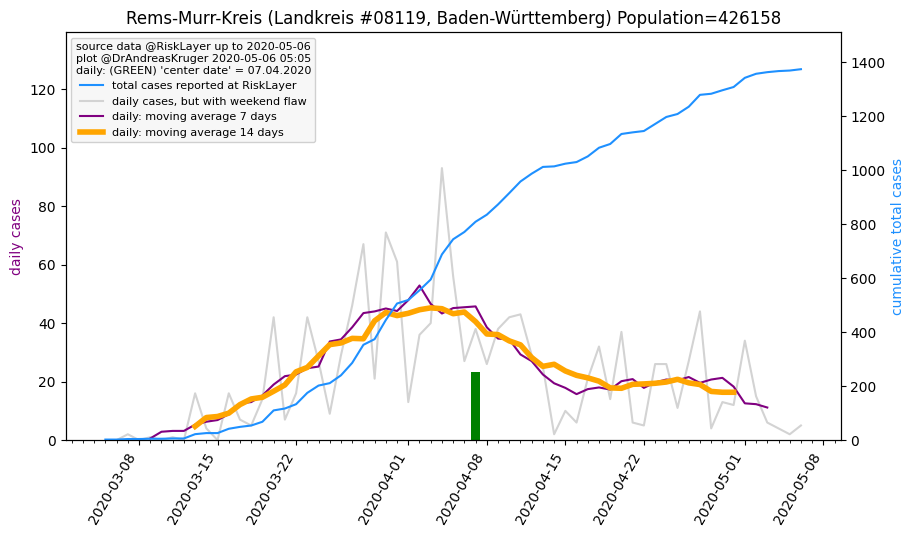 Rems-Murr-Kreis (Landkreis #08119, Baden-Württemberg) Population=426158
source data @RiskLayer up to 2020-05-06
plot @DrAndreasKruger 2020-05-06 05:05
daily: (GREEN) 'center date' = 07.04.2020
total cases reported at RiskLayer
daily cases, but with weekend flaw
daily: moving average 7 days
daily: moving average 14 days
daily cases
120
100
80
60
40
20
0
1400
1200
1000
800
600
400
200
0
cumulative total cases
2020-03-08
2020-03-15
2020-03-22
2020-04-01
2020-04-08
2020-04-15
2020-04-22
2020-05-01
2020-05-08